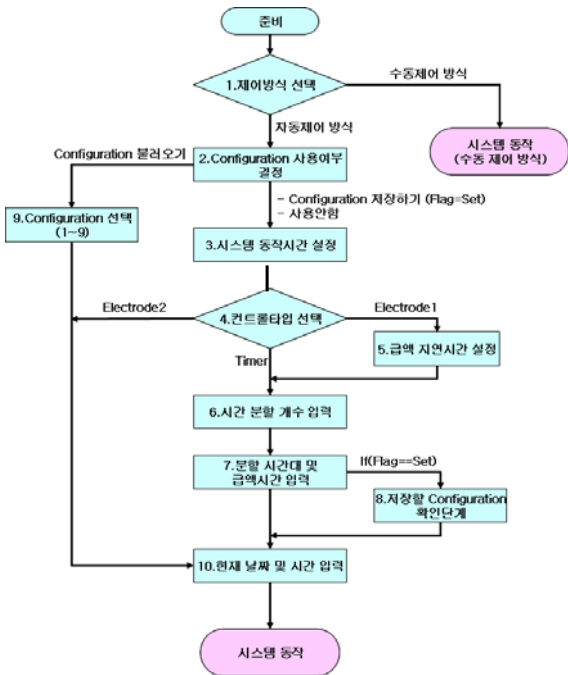 준비
1.제어방식 선택
수동제어 방식
자동제어 방식
시스템 동작
(수동 제어 방식)
Configuration 불러오기
2.Configuration 사용여부
결정
- Configuration 저장하기 (Flag=Set)
- 사용안함
9.Configuration 선택
(1~9)
3.시스템 동작시간 설정
Electrode2
4.컨트롤타입 선택
Electrode1
Timer
5.급액 지연시간 설정
6.시간 분할 개수 입력
7.분할 시간대 및
급액시간 입력
If(Flag==Set)
8.저장할 Configuration
확인단계
10.현재 날짜 및 시간 입력
시스템 동작